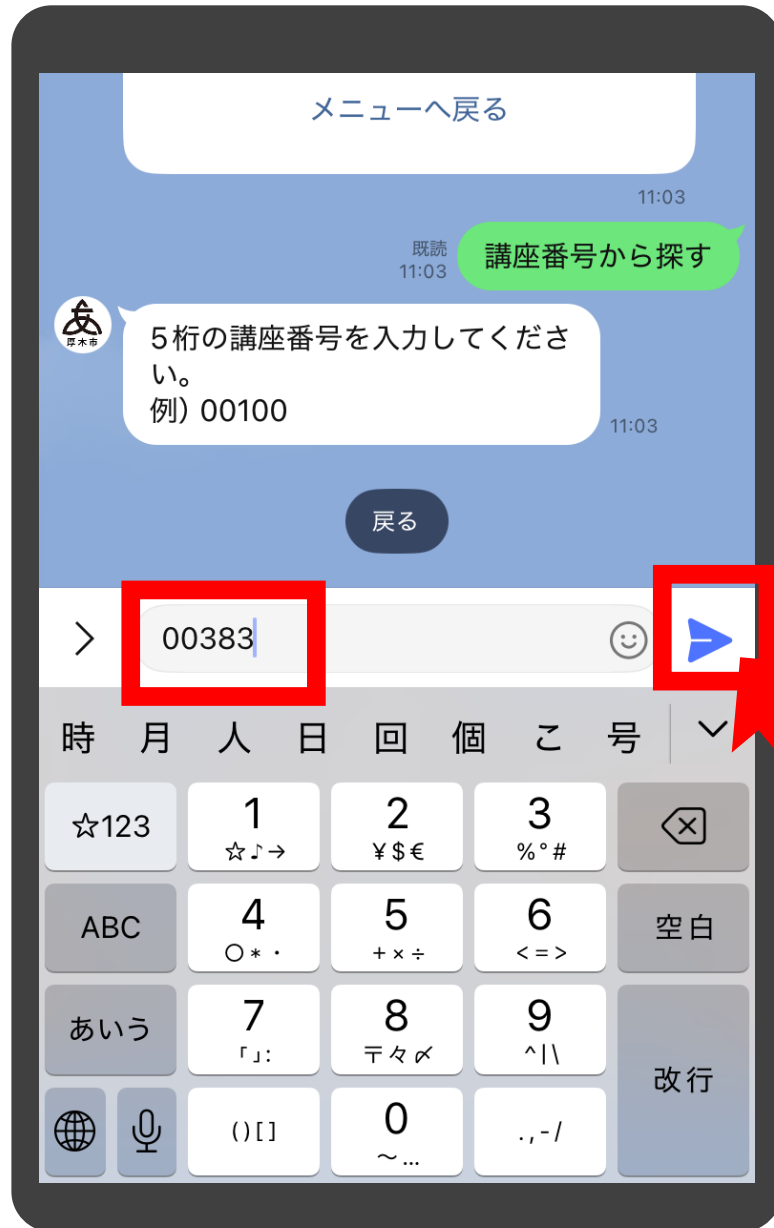 メニューへ戻る
11:03
既読
11:03
講座番号から探す
厚木市
5桁の講座番号を入力してくださ
い。
例) 00100
11:03
戻る
00383
時 月 人 日 回 個 こ 号
☆123
1
☆♪→
2
¥$€
3
%°#
ABC
4
○*・
5
+×÷
6
<=>
空白
あいう
7
「」:
8
〒々〆
9
^|\
改行
()[]
0
〜…
.,-/